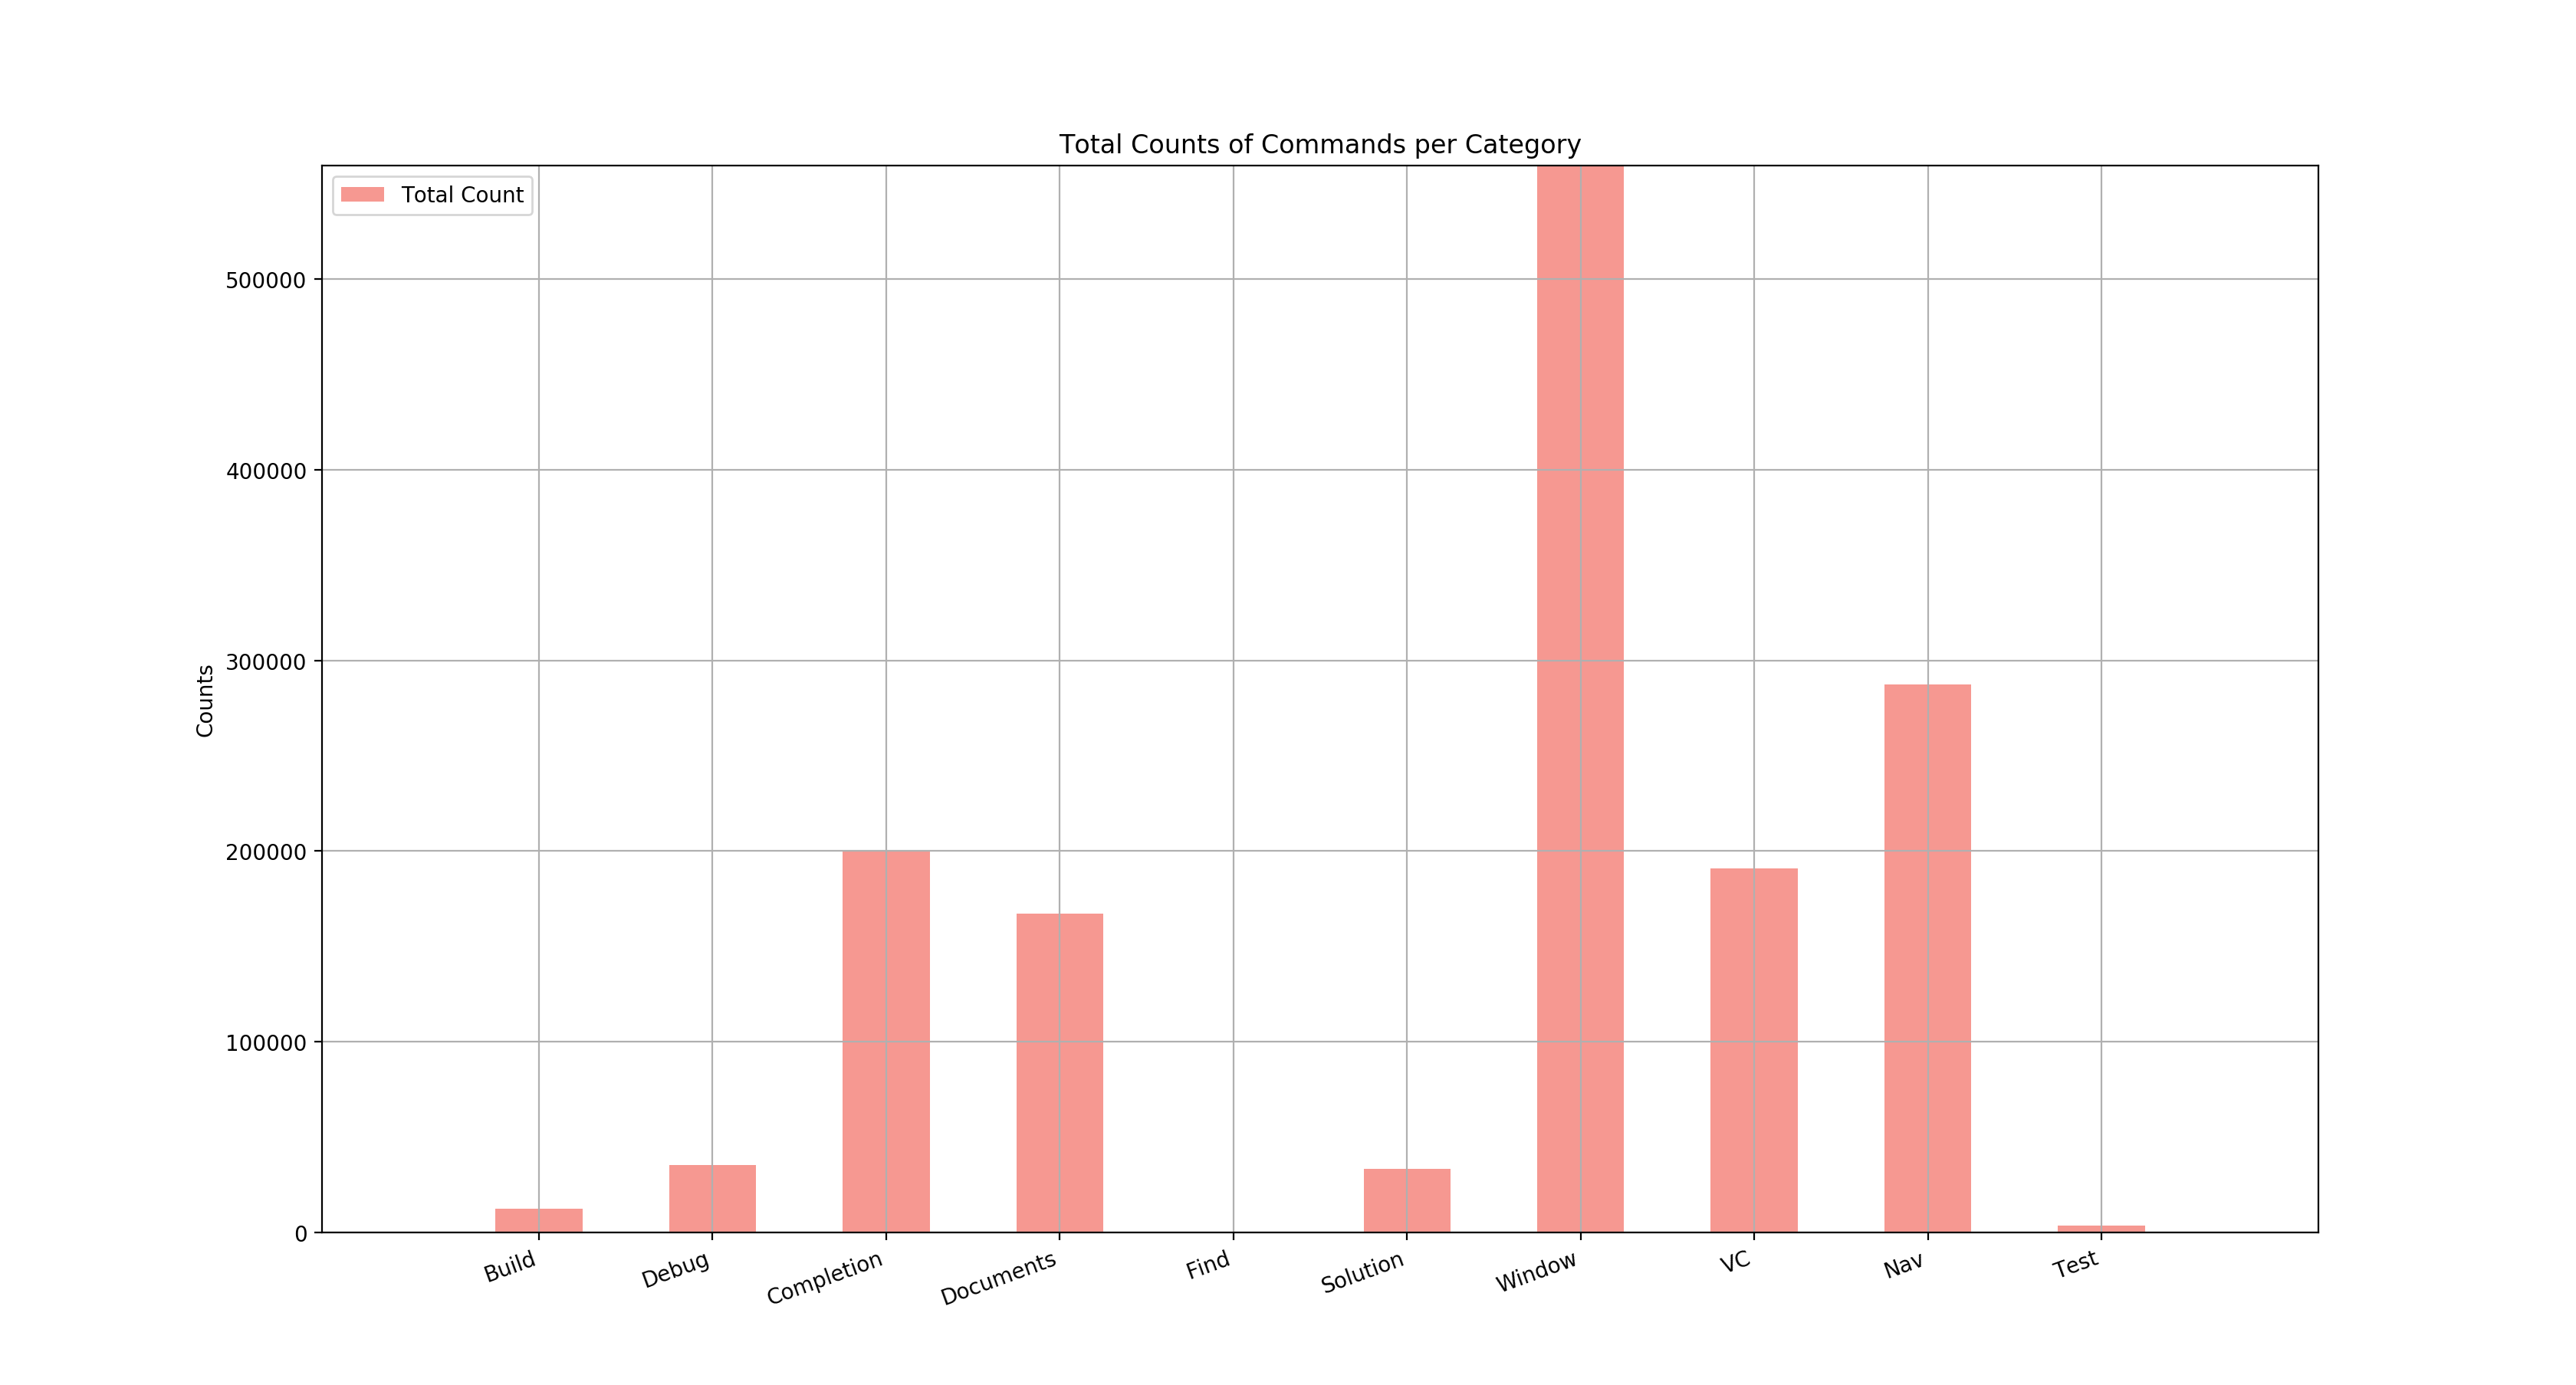 Total Counts of Commands per Category
Total Count
500000
400000
300000
200000
100000
0
Counts
Build
Debug
Completion
Documents
Find
Solution
Window
VC
Nav
Test